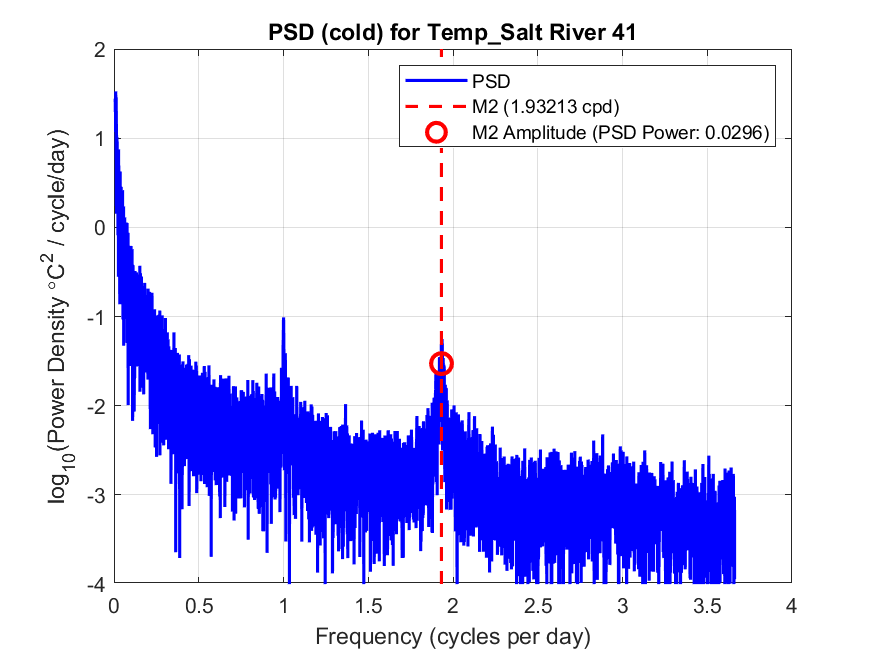 PSD (cold) for Temp_Salt River 41
PSD
M2 (1.93213 cpd)
M2 Amplitude (PSD Power: 0.0296)
log10(Power Density °C2 / cycle/day)
2
1
0
-1
-2
-3
-4
0
0.5
1
1.5
2
2.5
3
3.5
4
Frequency (cycles per day)